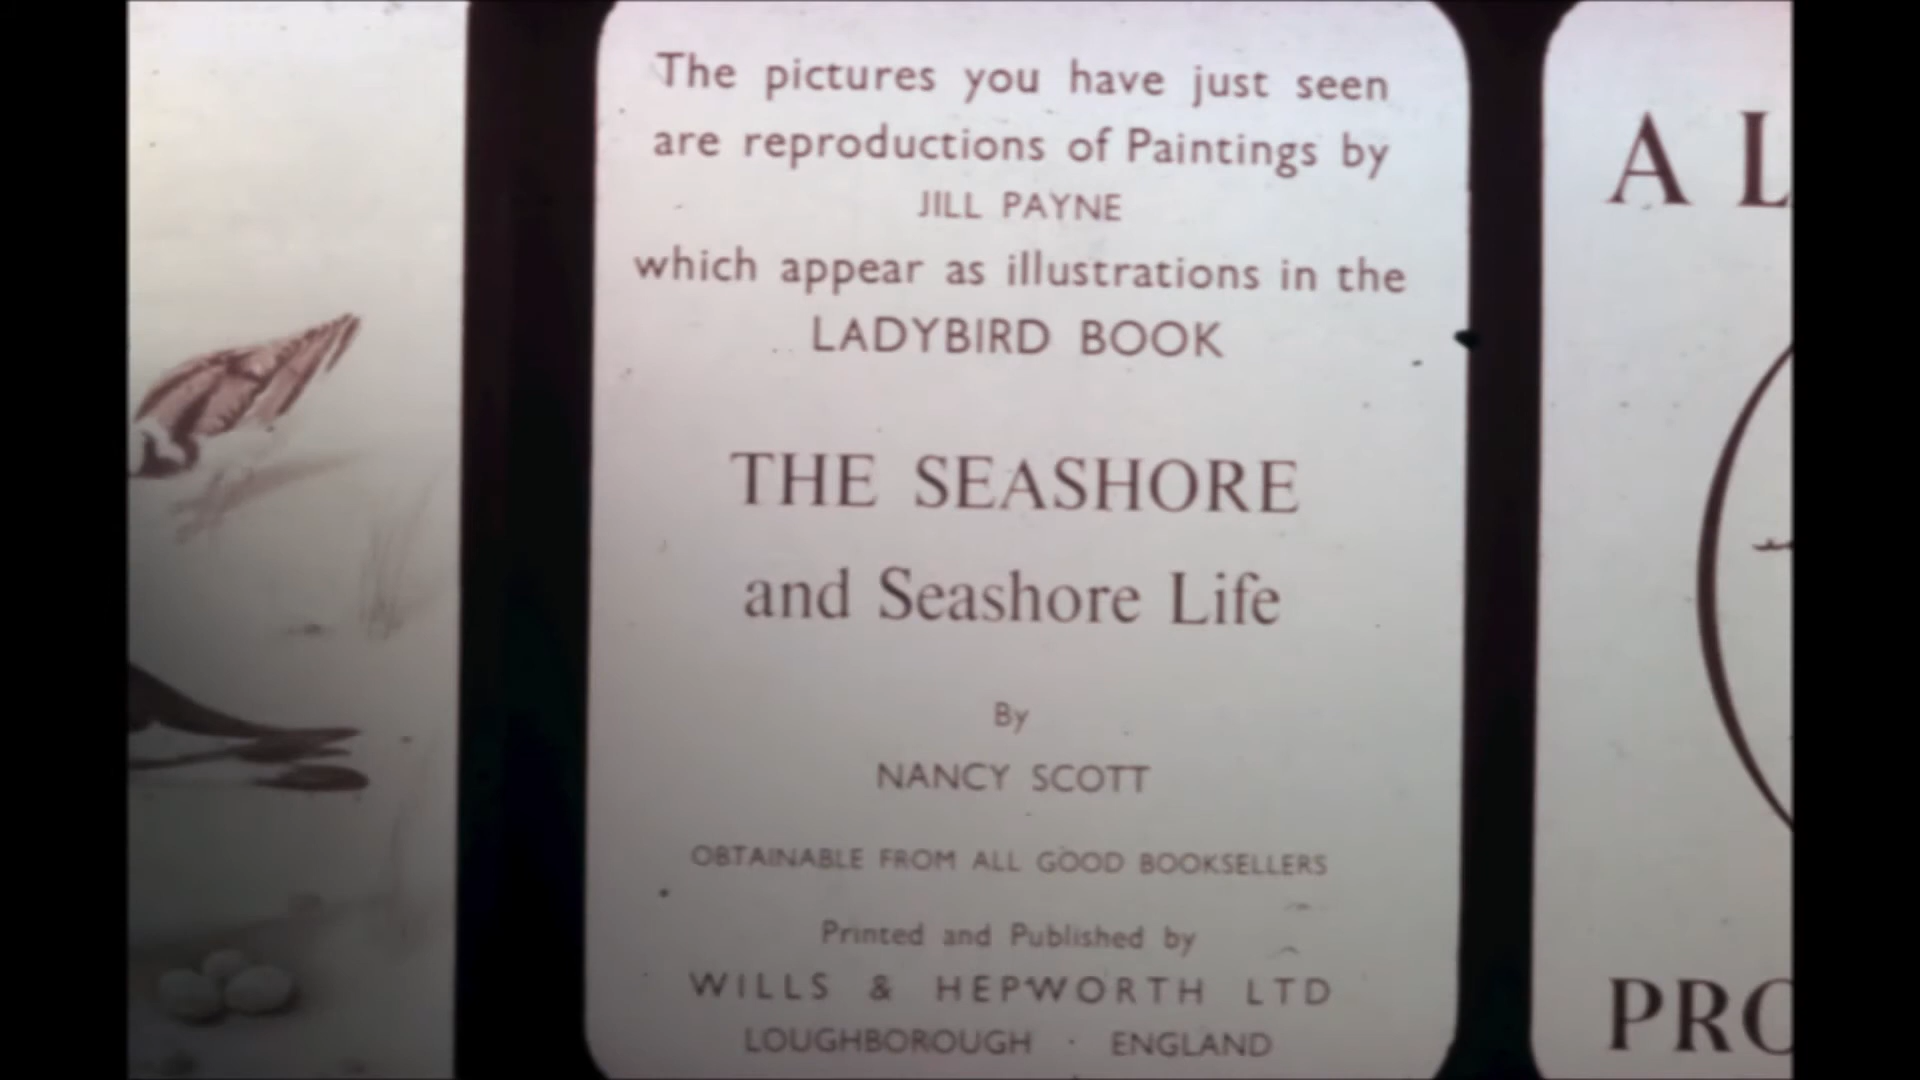 The pictures you have just seen
are reproductions of Paintings by
JILL PAYNE
which appear as illustrations in the
LADYBIRD BOOK
THE SEASHORE
and Seashore Life
By
NANCY SCOTT
OBTAINABLE FROM ALL GOOD BOOKSELLERS
Printed and Published by
WILLS & HEPWORTH LTD
LOUGHBOROUGH · ENGLAND
A L
PRO